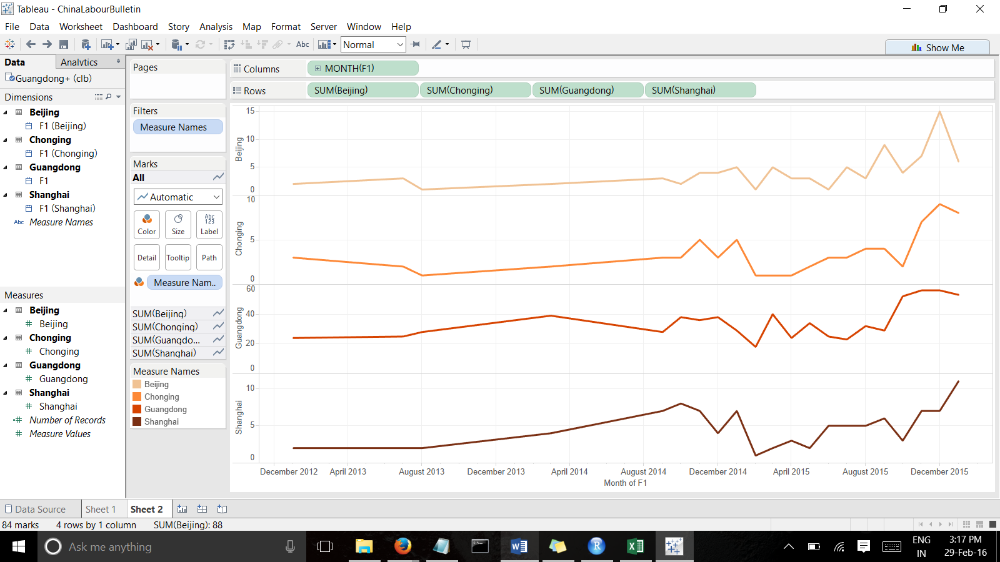 Tableau - ChinaLabourBulletin
File Data Worksheet Dashboard Story Analysis Map Format Server Window Help
Abc Normal Show Me
Data Analytics
Guangdong+ (clb)
Dimensions
Beijing
F1 (Beijing)
Chonging
F1 (Chonging)
Guangdong
F1
Shanghai
F1 (Shanghai)
Abc Measure Names
Measures
Beijing
Beijing
Chonging
Chonging
Guangdong
Guangdong
Shanghai
Shanghai
Number of Records
Measure Values
Pages
Filters
Measure Names
Marks
All
Automatic
Color Size Abc 123 Label
Detail Tooltip Path
Measure Nam..
SUM(Beijing)
SUM(Chonging)
SUM(Guangdo...
SUM(Shanghai)
Measure Names
Beijing
Chonging
Guangdong
Shanghai
Columns MONTH(F1)
Rows SUM(Beijing) SUM(Chonging) SUM(Guangdong) SUM(Shanghai)
Beijing
15
10
5
0
Chonging
10
5
0
Guangdong
60
40
20
0
Shanghai
10
5
0
December 2012 April 2013 August 2013 December 2013 April 2014 August 2014 December 2014 April 2015 August 2015 December 2015
Month of F1
Data Source Sheet 1 Sheet 2
84 marks 4 rows by 1 column SUM(Beijing): 88
Ask me anything
ENG
IN
3:17 PM
29-Feb-16